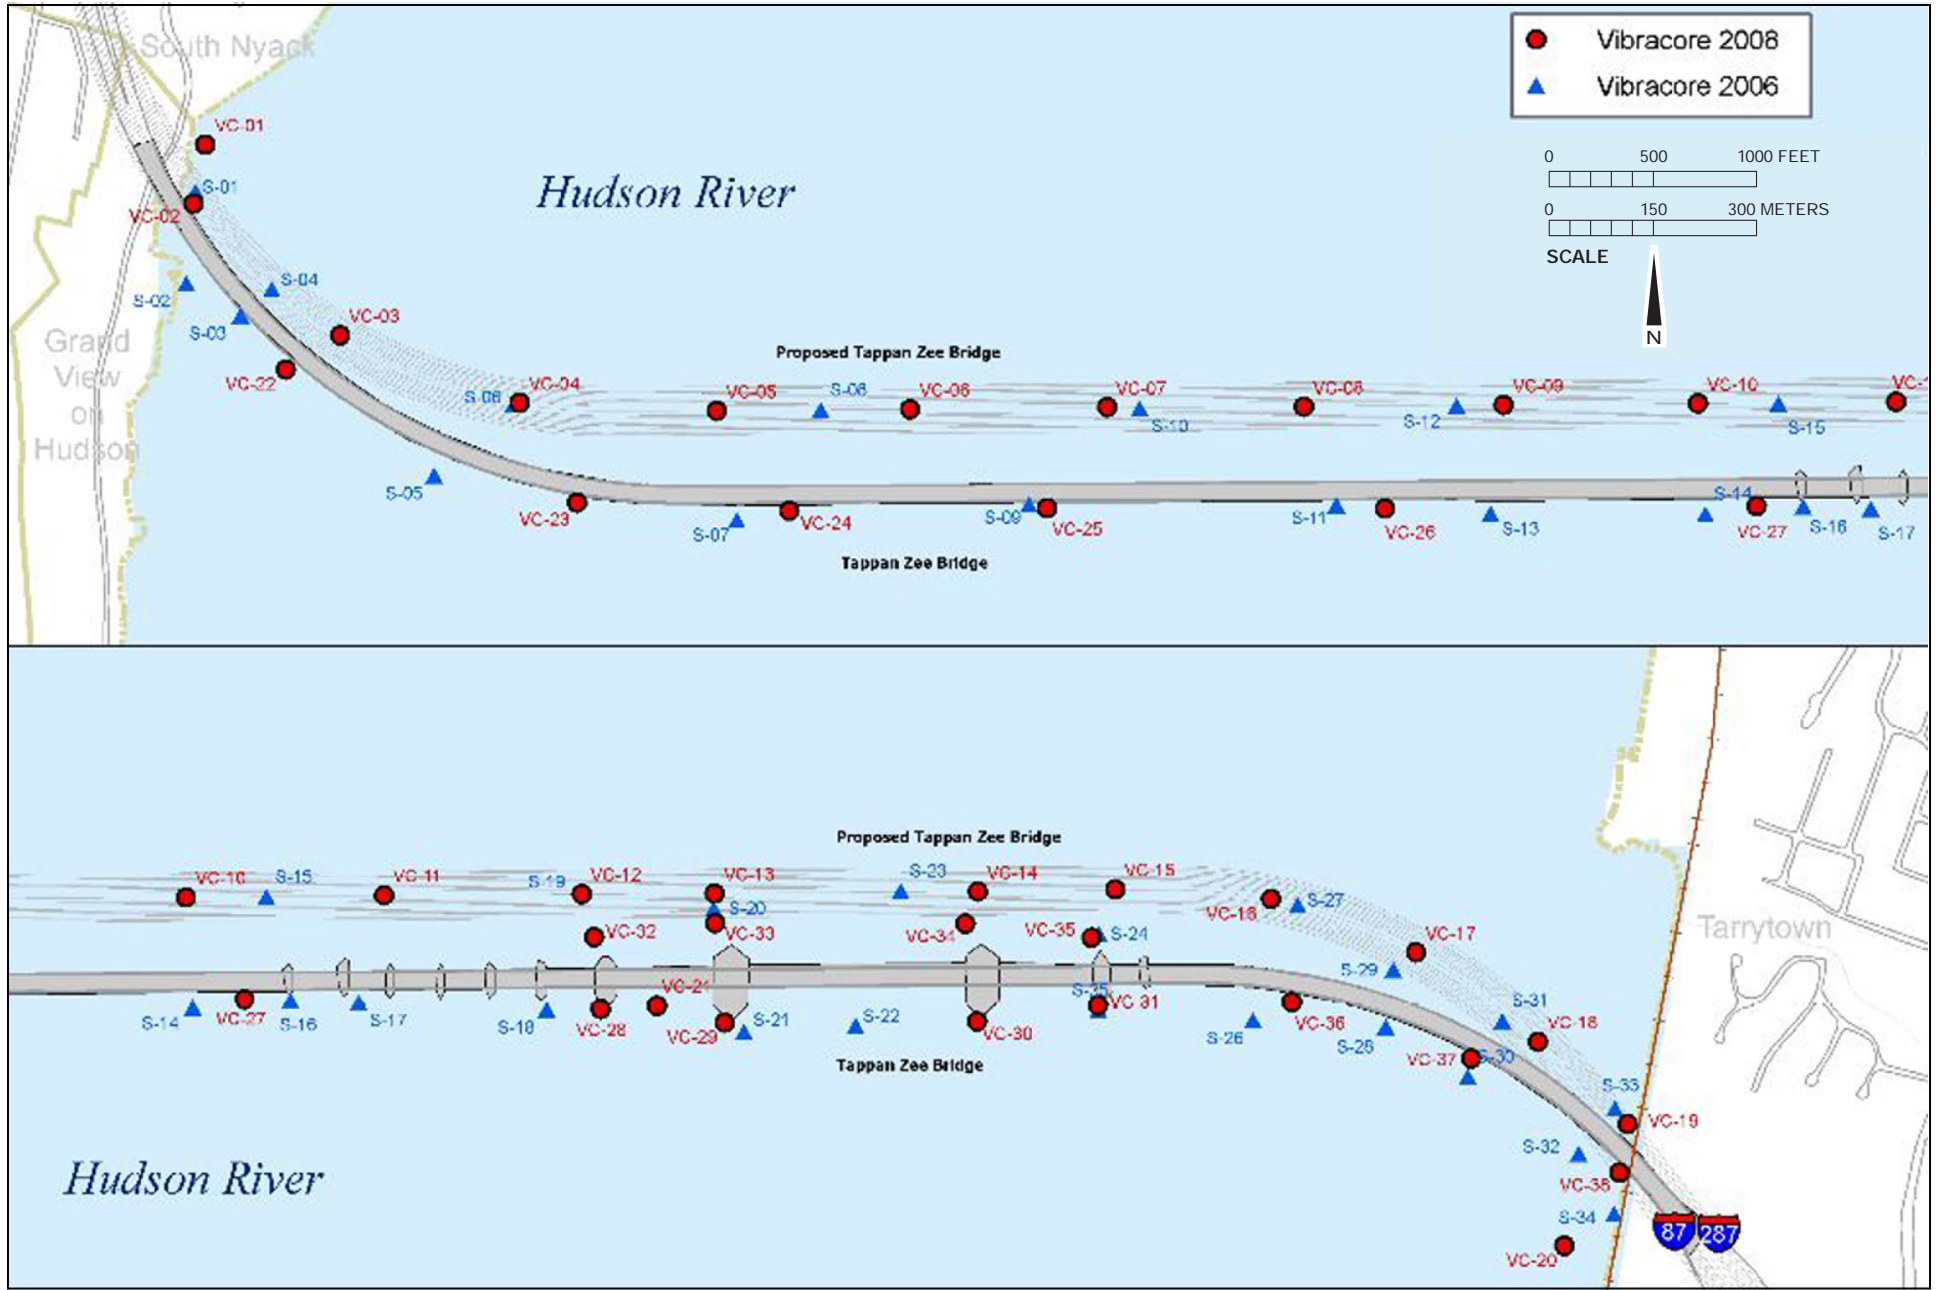 South Nyack
Vibracore 2008
Vibracore 2006
VC-01
0 500 1000 FEET
S-01
Hudson River
0 150 300 METERS
VC-02
SCALE
S-04
S-02
VC-03
S-03
N
Grand
View
on
Hudson
Proposed Tappan Zee Bridge
VC-22
VC-04
S-06
VC-05
S-08
VC-06
VC-07
VC-08
VC-09
VC-10
VC-1
S-10
S-12
S-15
S-05
S-14
VC-23
S-07
VC-24
S-09
VC-25
S-11
VC-26
S-13
VC-27
S-16
S-17
Tappan Zee Bridge
Proposed Tappan Zee Bridge
VC-10
S-15
VC-11
S-19
VC-12
VC-13
S-23
VC-14
VC-15
S-20
VC-16
S-27
VC-32
VC-33
VC-34
VC-35
S-24
VC-17
Tarrytown
S-29
VC-21
S-25
S-31
S-14
VC-27
S-16
S-17
S-18
VC-28
VC-29
S-21
S-22
VC-30
VC-31
S-26
VC-36
S-28
VC-18
VC-37
S-30
Tappan Zee Bridge
S-33
VC-19
S-32
Hudson River
VC-38
S-34
87 287
VC-20